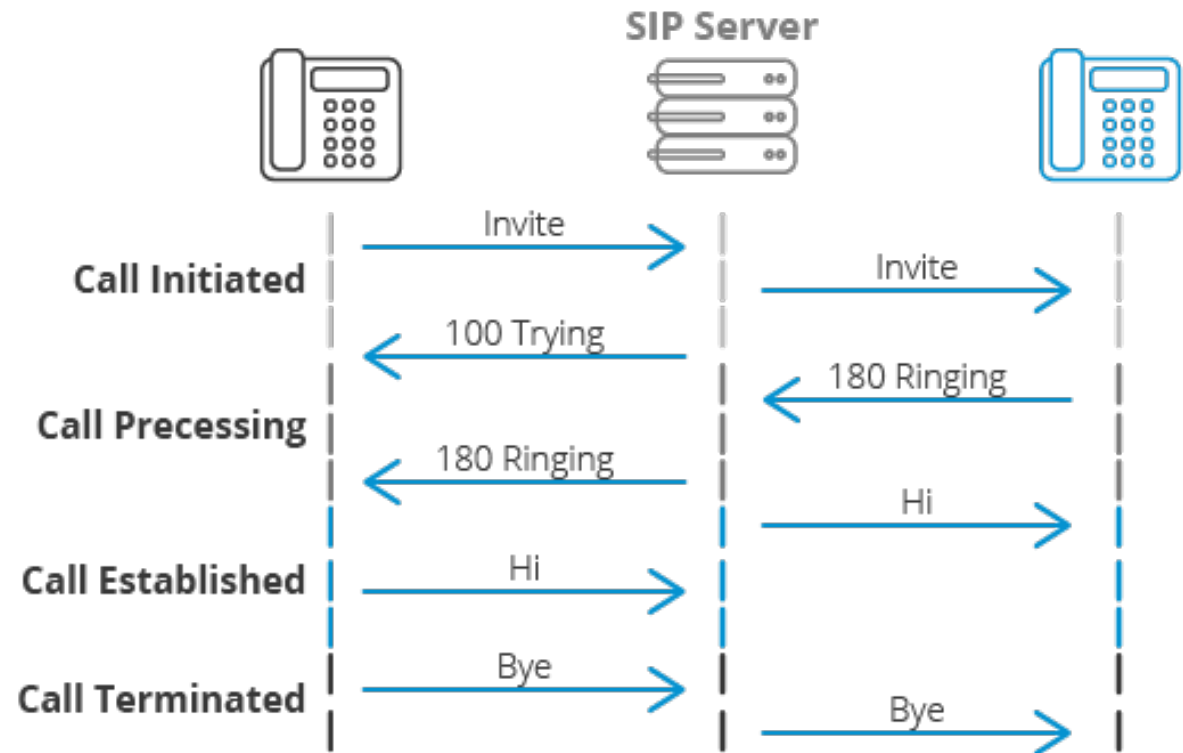 SIP Server
Invite
Call Initiated
Invite
100 Trying
180 Ringing
Call Precessing
180 Ringing
Hi
Hi
Call Established
Bye
Call Terminated
Bye